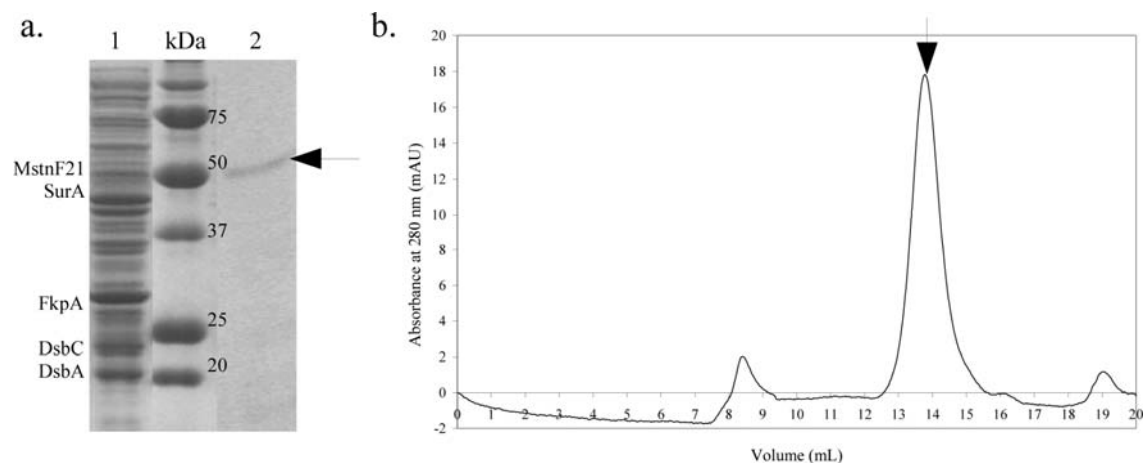 a.
1 kDa 2
75
MstnF21 50
SurA
37
FkpA
25
DsbC
DsbA 20
b.
Absorbance at 280 nm (mAU)
20
18
16
14
12
10
8
6
4
2
0
-2
0 1 2 3 4 5 6 7 8 9 10 11 12 13 14 15 16 17 18 19 20
Volume (mL)